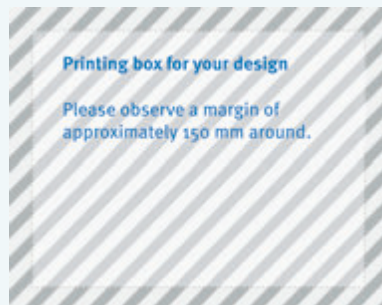 Printing box for your design
Please observe a margin of
approximately 150 mm around.